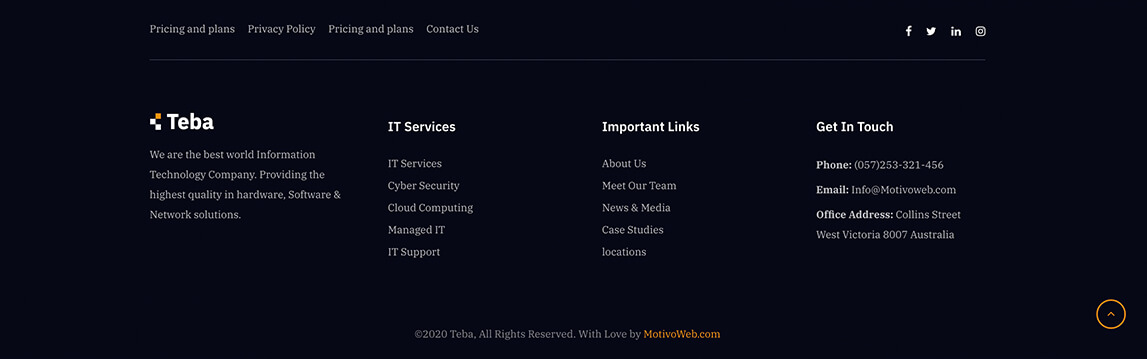 Pricing and plans Privacy Policy Pricing and plans Contact Us
Teba
We are the best world Information
Technology Company. Providing the
highest quality in hardware, Software &
Network solutions.
IT Services
IT Services
Cyber Security
Cloud Computing
Managed IT
IT Support
Important Links
About Us
Meet Our Team
News & Media
Case Studies
locations
Get In Touch
Phone: (057)253-321-456
Email: Info@Motivoweb.com
Office Address: Collins Street
West Victoria 8007 Australia
©2020 Teba, All Rights Reserved. With Love by MotivoWeb.com